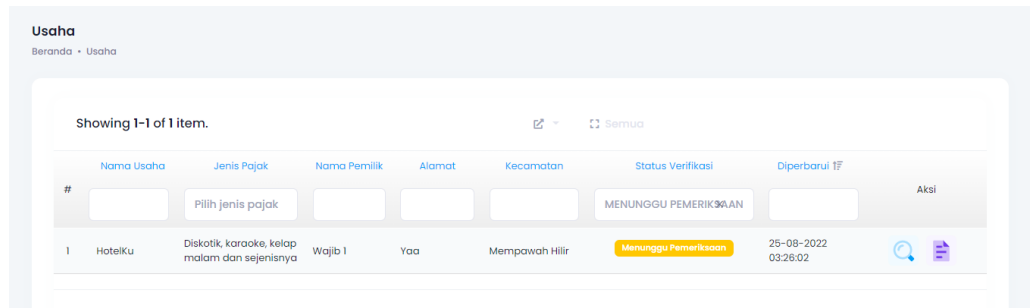 Usaha
Beranda • Usaha
Showing 1-1 of 1 item.
Semua
# Nama Usaha Jenis Pajak Nama Pemilik Alamat Kecamatan Status Verifikasi Diperbarui Aksi
Pilih jenis pajak MENUNGGU PEMERIKSAAN
1 HotelKu Diskotik, karaoke, kelap malam dan sejenisnya Wajib 1 Yaa Mempawah Hilir Menunggu Pemeriksaan 25-08-2022 03:26:02